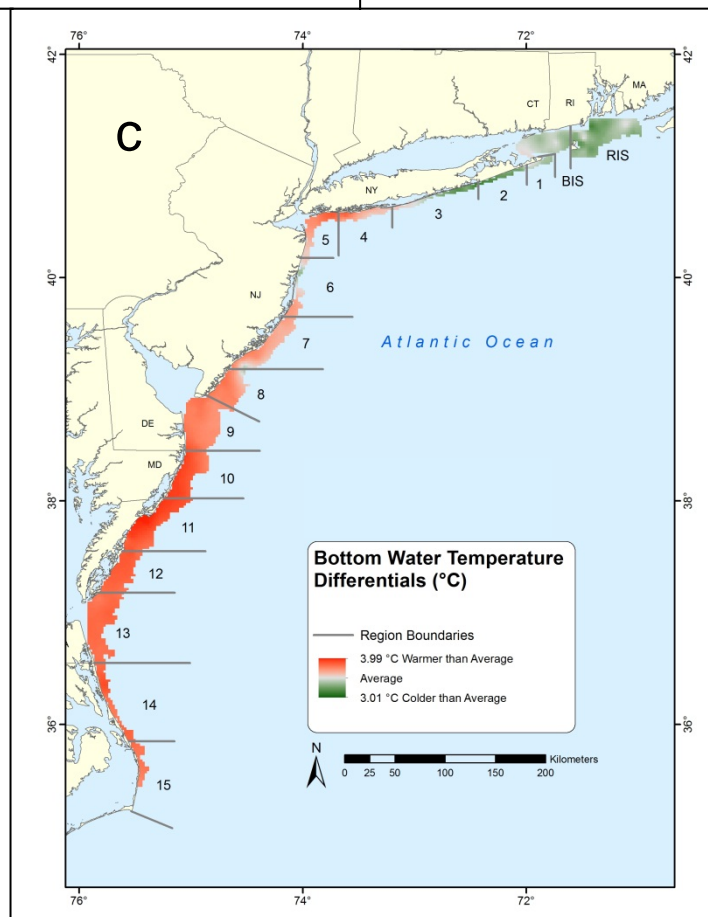 76°
74°
72°
42°
42°
C
MA
CT
RI
RIS
BIS
NY
1
2
3
4
5
40°
40°
6
NJ
7
Atlantic Ocean
8
DE
9
MD
10
38°
38°
11
12
13
14
15
36°
36°
Bottom Water Temperature
Differentials (°C)
Region Boundaries
3.99 °C Warmer than Average
Average
3.01 °C Colder than Average
N
Kilometers
0 25 50 100 150 200
76°
74°
72°